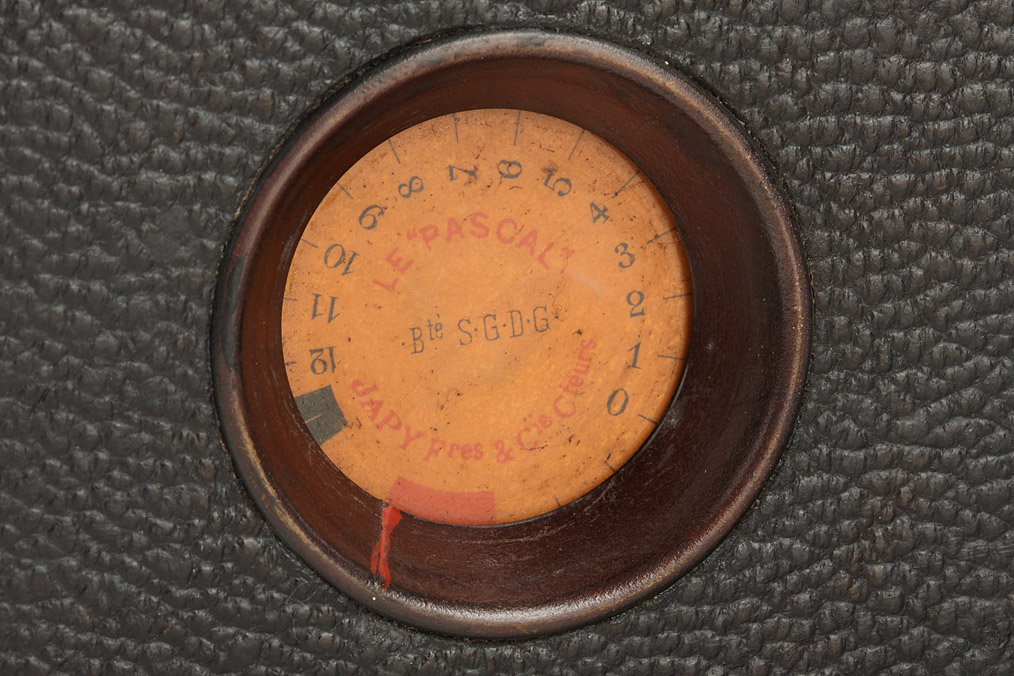 0 1 2 3 4 5 6 7 8 9 10 11 12
LE "PASCAL"
Bté S.G.D.G
JAPY Fres & Cie Cteurs